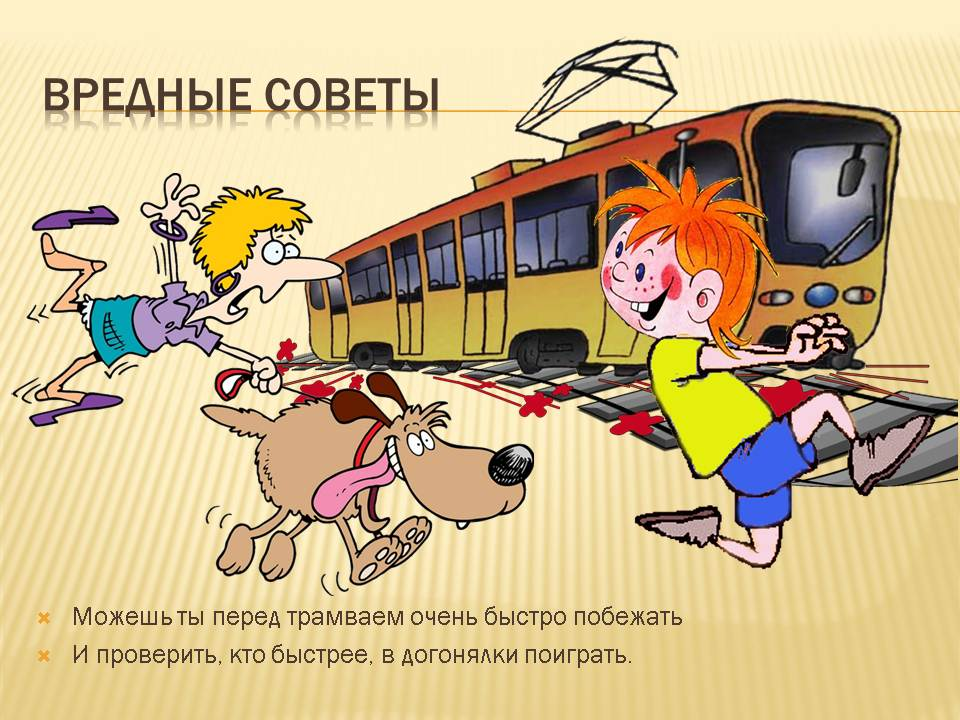 ВРЕДНЫЕ СОВЕТЫ
Можешь ты перед трамваем очень быстро побежать
И проверить, кто быстрее, в догонялки поиграть.